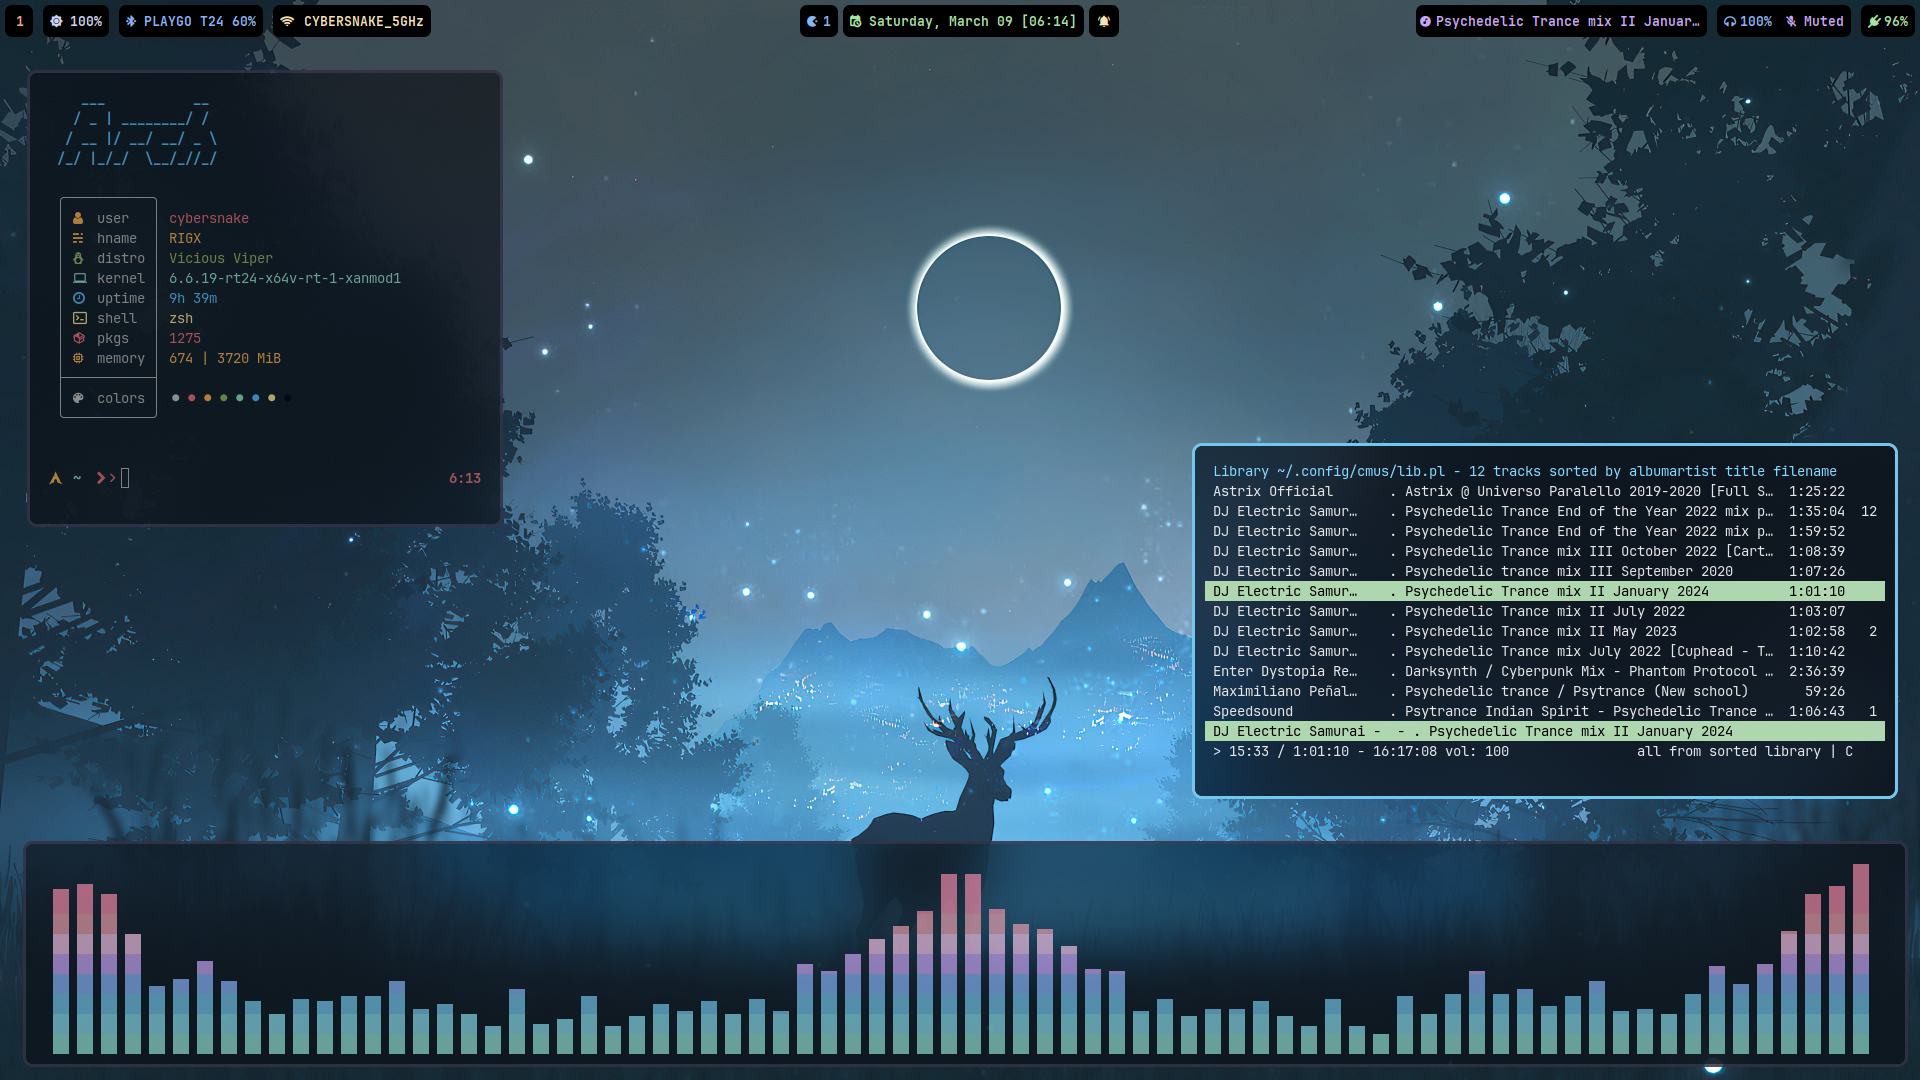 1 100% PLAYGO T24 60% CYBERSNAKE_5GHz 1 Saturday, March 09 [06:14] Psychedelic Trance mix II Januar… 100% Muted 96%
user cybersnake
hname RIGX
distro Vicious Viper
kernel 6.6.19-rt24-x64v-rt-1-xanmod1
uptime 9h 39m
shell zsh
pkgs 1275
memory 674 | 3720 MiB
colors
~ 6:13
Library ~/.config/cmus/lib.pl - 12 tracks sorted by albumartist title filename
Astrix Official . Astrix @ Universo Paralello 2019-2020 [Full S… 1:25:22
DJ Electric Samur… . Psychedelic Trance End of the Year 2022 mix p… 1:35:04 12
DJ Electric Samur… . Psychedelic Trance End of the Year 2022 mix p… 1:59:52
DJ Electric Samur… . Psychedelic Trance mix III October 2022 [Cart… 1:08:39
DJ Electric Samur… . Psychedelic trance mix III September 2020 1:07:26
DJ Electric Samur… . Psychedelic Trance mix II January 2024 1:01:10
DJ Electric Samur… . Psychedelic Trance mix II July 2022 1:03:07
DJ Electric Samur… . Psychedelic Trance mix II May 2023 1:02:58 2
DJ Electric Samur… . Psychedelic Trance mix July 2022 [Cuphead - T… 1:10:42
Enter Dystopia Re… . Darksynth / Cyberpunk Mix - Phantom Protocol … 2:36:39
Maximiliano Peñal… . Psychedelic trance / Psytrance (New school) 59:26
Speedsound . Psytrance Indian Spirit - Psychedelic Trance … 1:06:43 1
DJ Electric Samurai - - . Psychedelic Trance mix II January 2024
> 15:33 / 1:01:10 - 16:17:08 vol: 100 all from sorted library | C